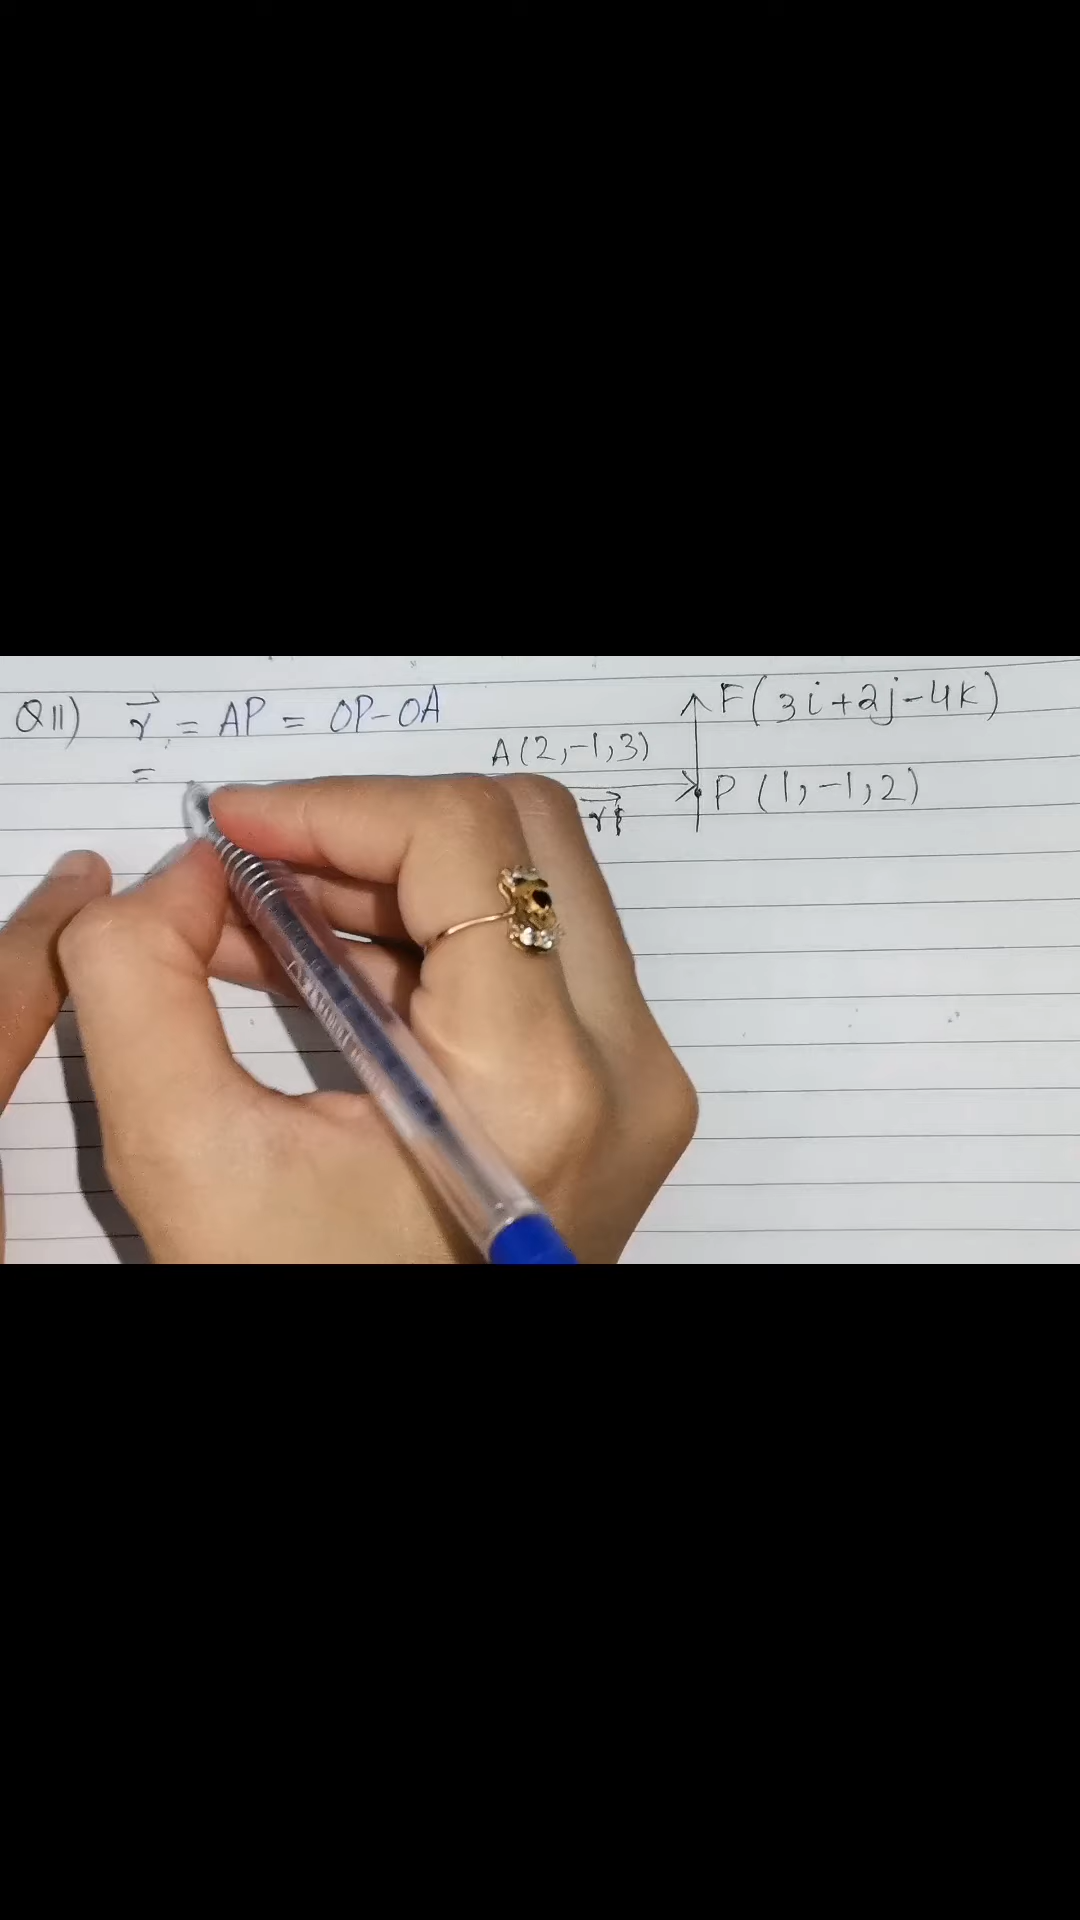 Q11) r = AP = OP-OA
=
F(3i+2j-4k)
A(2,-1,3)
P (1,-1,2)
r